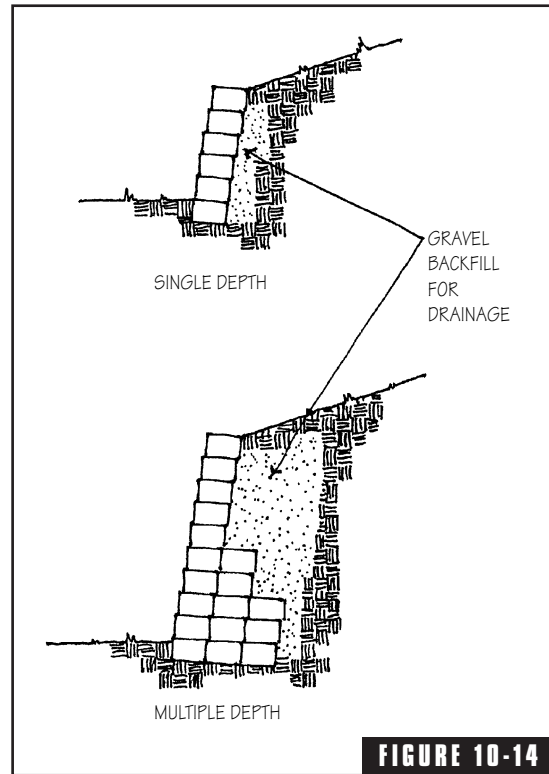 SINGLE DEPTH
GRAVEL
BACKFILL
FOR
DRAINAGE
MULTIPLE DEPTH
FIGURE 10-14